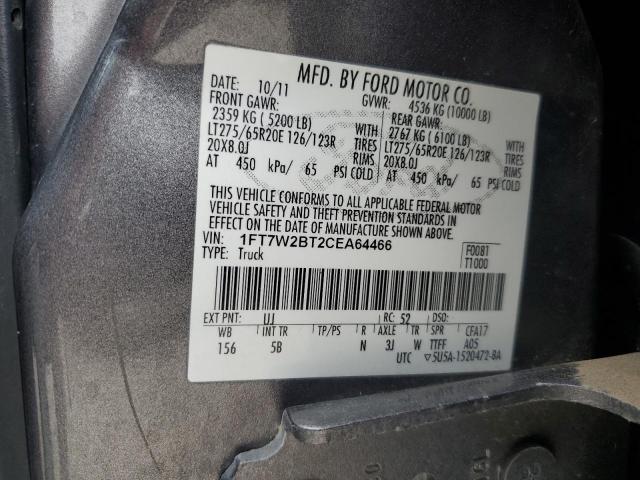 MFD. BY FORD MOTOR CO.
DATE: 10/11 GVWR: 4536 KG (10000 LB)
FRONT GAWR: REAR GAWR:
2359 KG ( 5200 LB) WITH 2767 KG ( 6100 LB) WITH
LT275/65R20E 126/123R TIRES LT275/65R20E 126/123R TIRES
20X8.0J RIMS 20X8.0J RIMS
AT 450 kPa/ 65 PSI COLD AT 450 kPa/ 65 PSI COLD
THIS VEHICLE CONFORMS TO ALL APPLICABLE FEDERAL MOTOR
VEHICLE SAFETY AND THEFT PREVENTION STANDARDS IN
EFFECT ON THE DATE OF MANUFACTURE SHOWN ABOVE.
VIN: 1FT7W2BT2CEA64466 F0081
TYPE: Truck T1000
EXT PNT: UJ RC: 52 DSO:
WB INT TR TP/PS R AXLE TR SPR CFA17
156 5B N 3J W TTFF A05
UTC ▽5U5A-1520472-BA